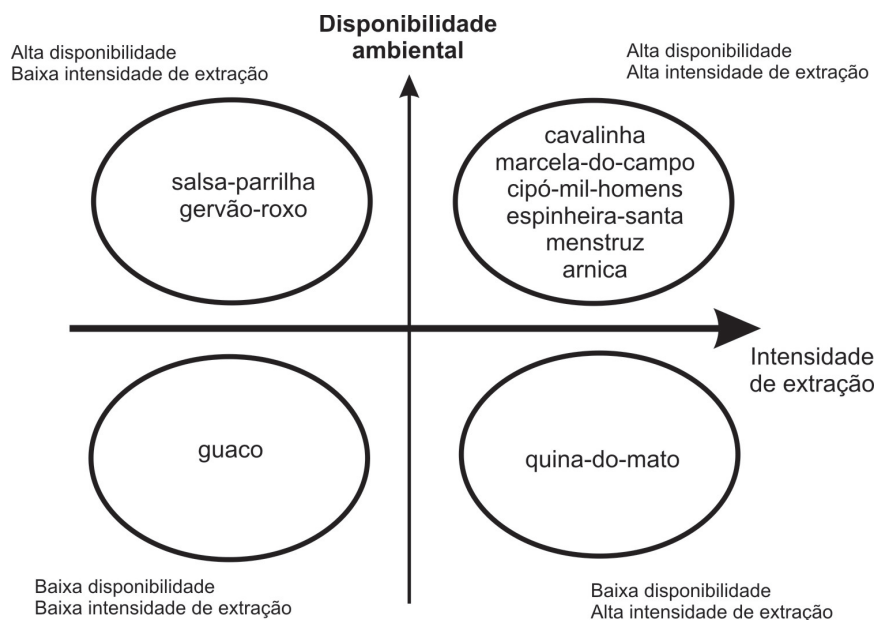 Disponibilidade
ambiental
Alta disponibilidade
Baixa intensidade de extração
Alta disponibilidade
Alta intensidade de extração
salsa-parrilha
gervão-roxo
cavalinha
marcela-do-campo
cipó-mil-homens
espinheira-santa
menstruz
arnica
Intensidade
de extração
guaco
quina-do-mato
Baixa disponibilidade
Baixa intensidade de extração
Baixa disponibilidade
Alta intensidade de extração